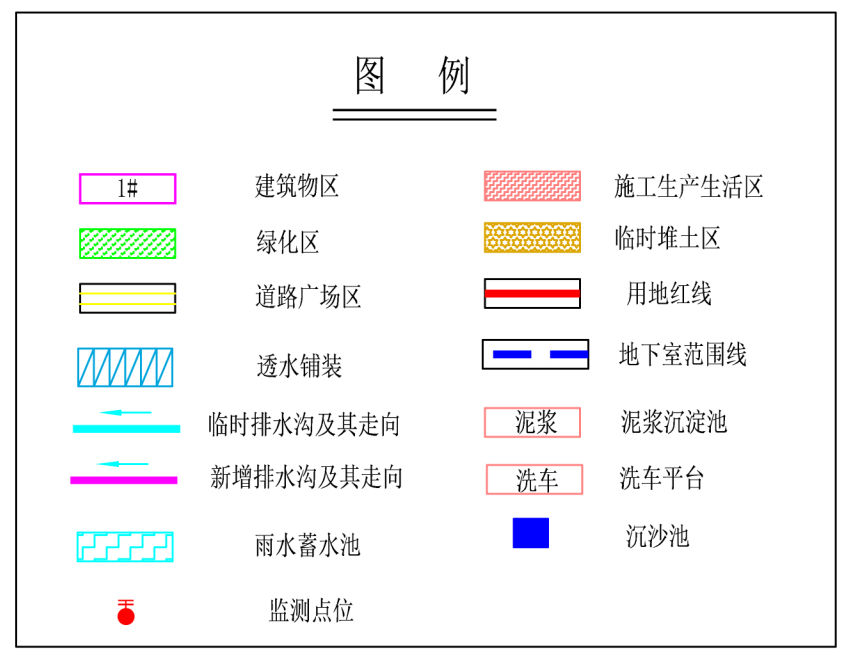 图 例
1# 建筑物区 施工生产生活区
绿化区 临时堆土区
道路广场区 用地红线
透水铺装 地下室范围线
临时排水沟及其走向 泥浆 泥浆沉淀池
新增排水沟及其走向 洗车 洗车平台
雨水蓄水池 沉沙池
监测点位